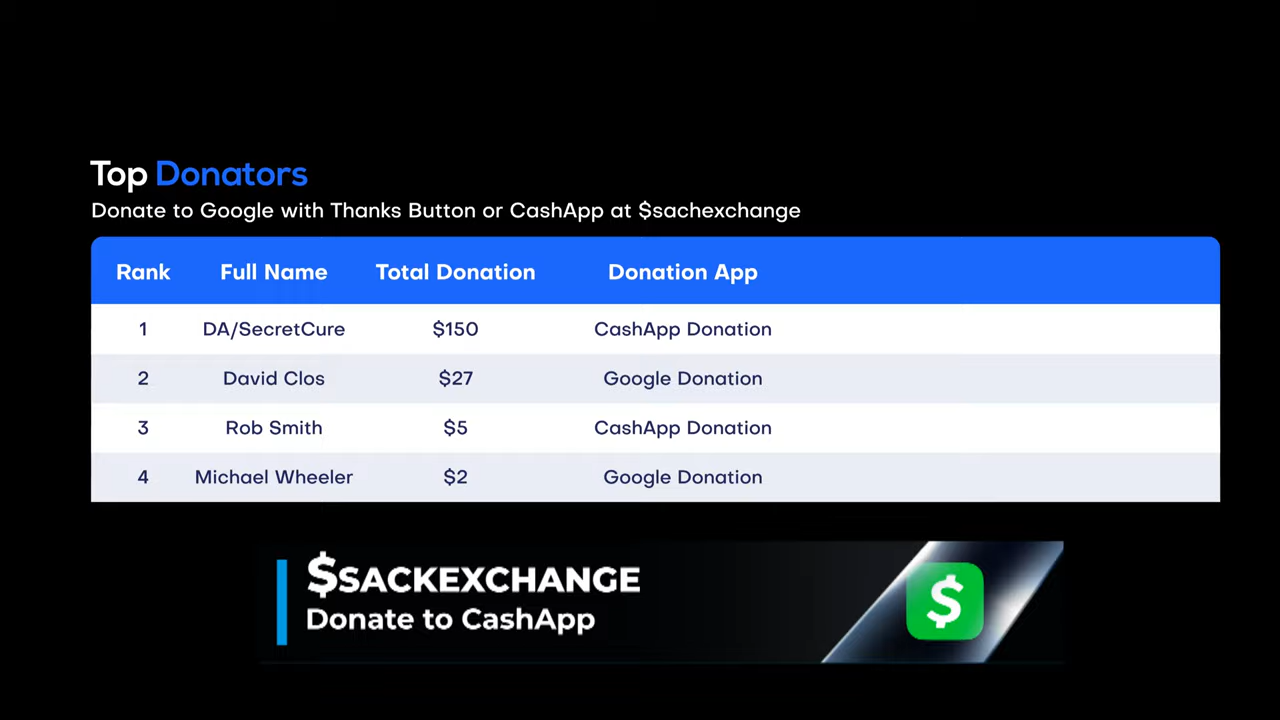 Top Donators
Donate to Google with Thanks Button or CashApp at $sachexchange
Rank Full Name Total Donation Donation App
1 DA/SecretCure $150 CashApp Donation
2 David Clos $27 Google Donation
3 Rob Smith $5 CashApp Donation
4 Michael Wheeler $2 Google Donation
$SACKEXCHANGE
Donate to CashApp
$